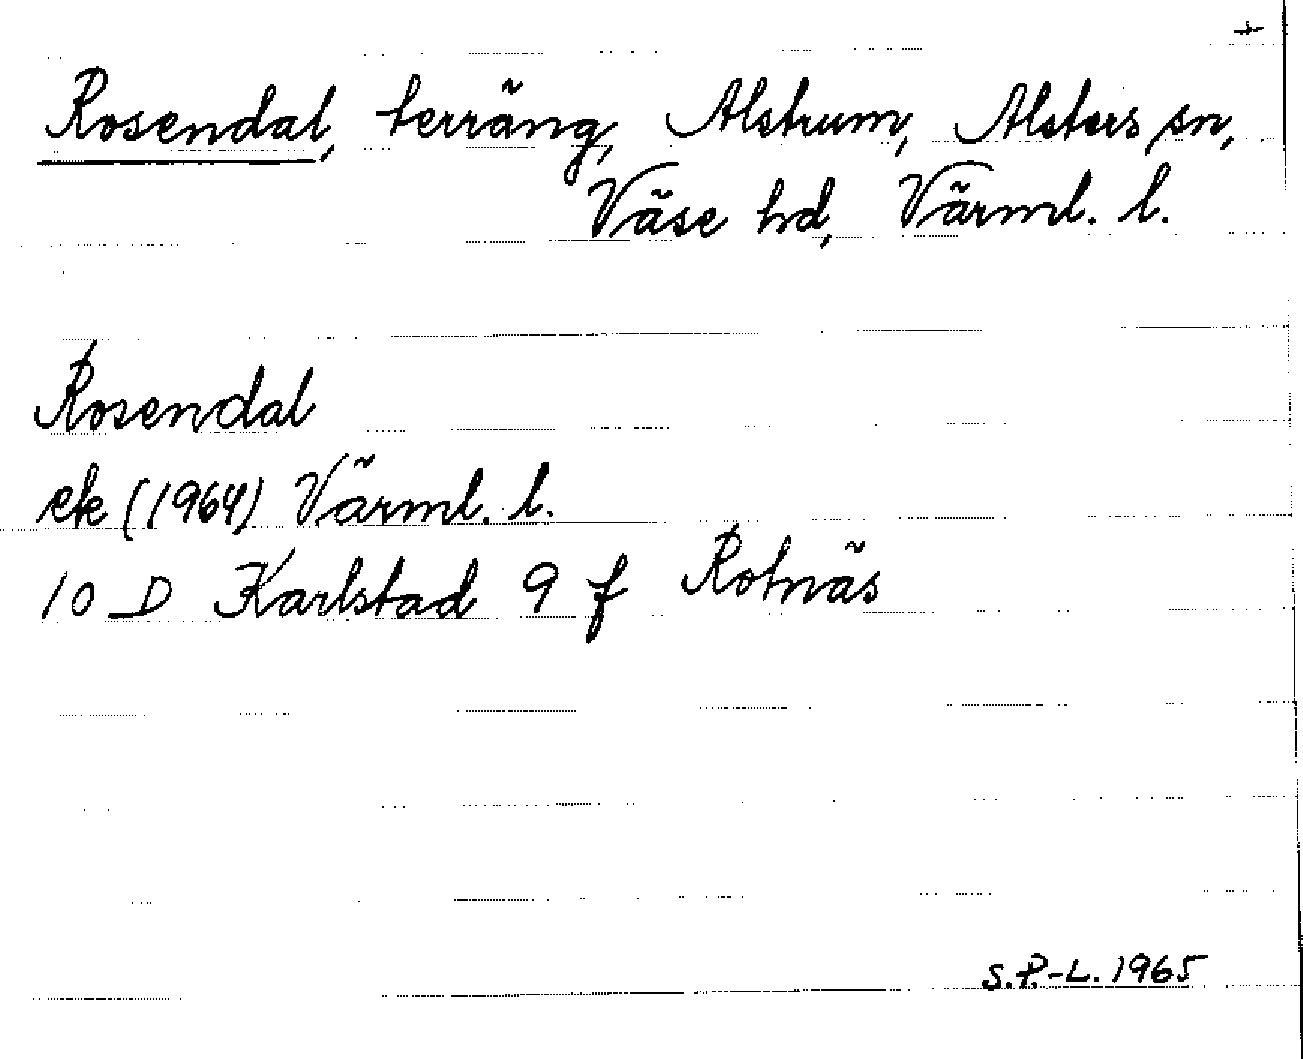 +
Rosendal, terräng, Alstrum, Alsters sn,
Väse hd, Värml. l.
Rosendal
ek (1964) Värml. l.
10 D Karlstad 9 f Rotnäs
S.P.-L. 1965